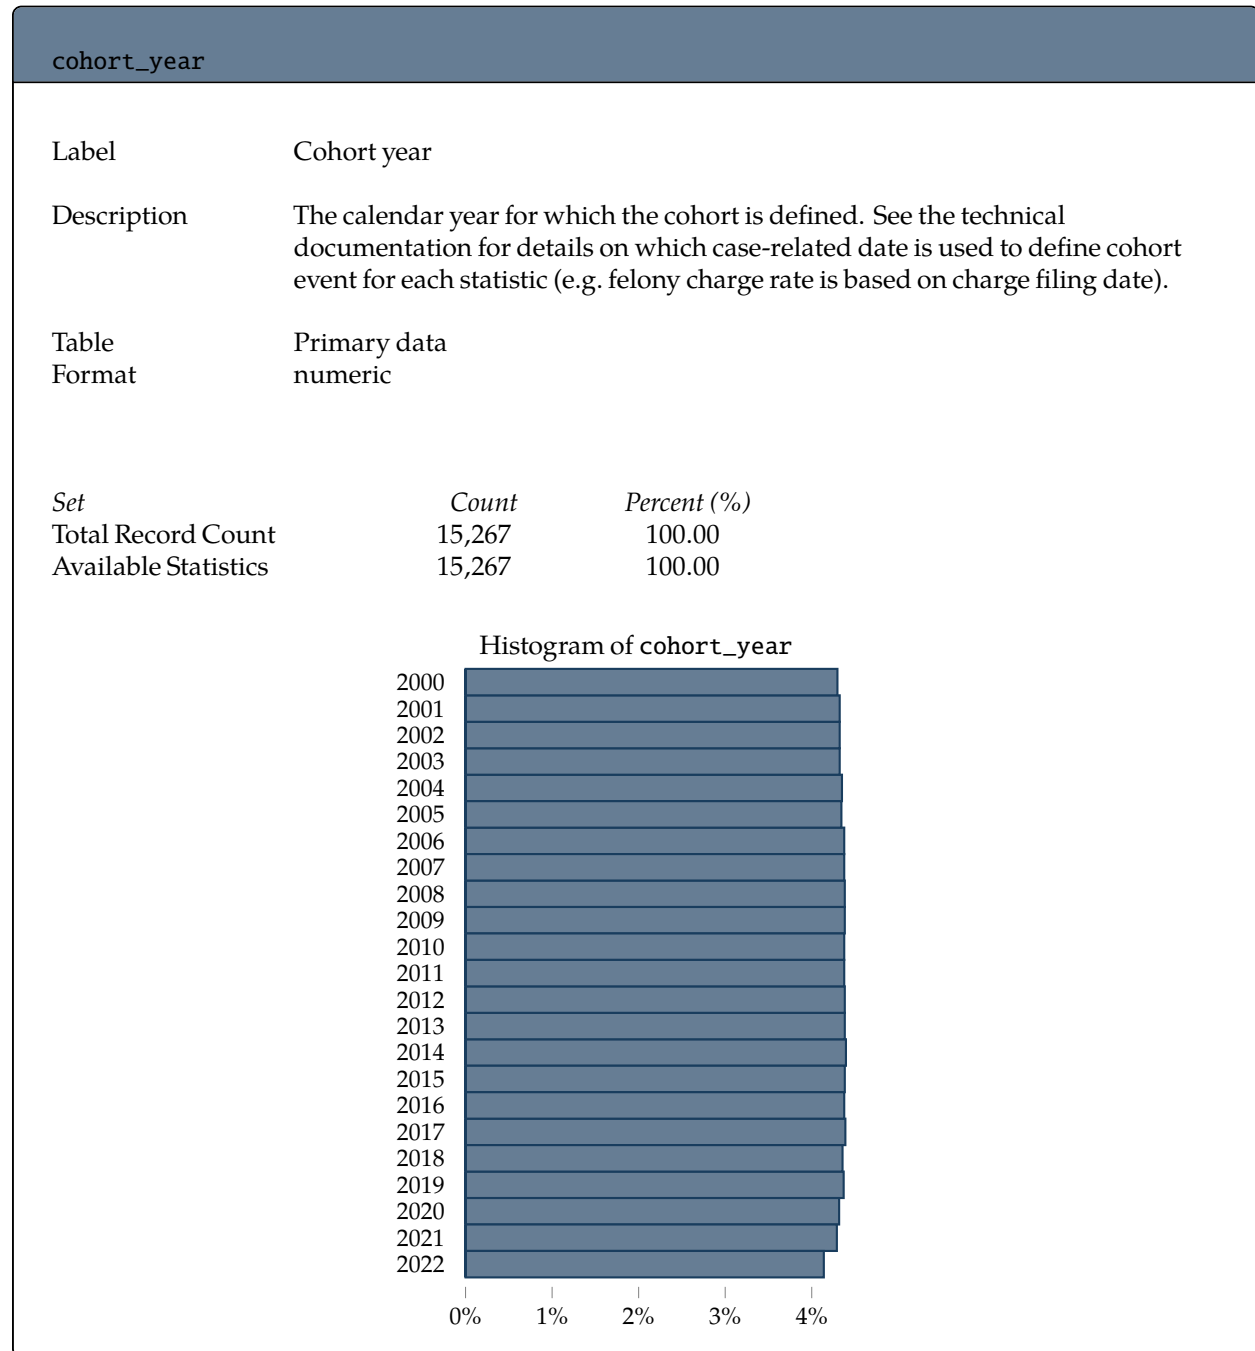 cohort_year
Label Cohort year
Description The calendar year for which the cohort is defined. See the technical
documentation for details on which case-related date is used to define cohort
event for each statistic (e.g. felony charge rate is based on charge filing date).
Table Primary data
Format numeric
Set Count Percent (%)
Total Record Count 15,267 100.00
Available Statistics 15,267 100.00
Histogram of cohort_year
2000
2001
2002
2003
2004
2005
2006
2007
2008
2009
2010
2011
2012
2013
2014
2015
2016
2017
2018
2019
2020
2021
2022
0% 1% 2% 3% 4%